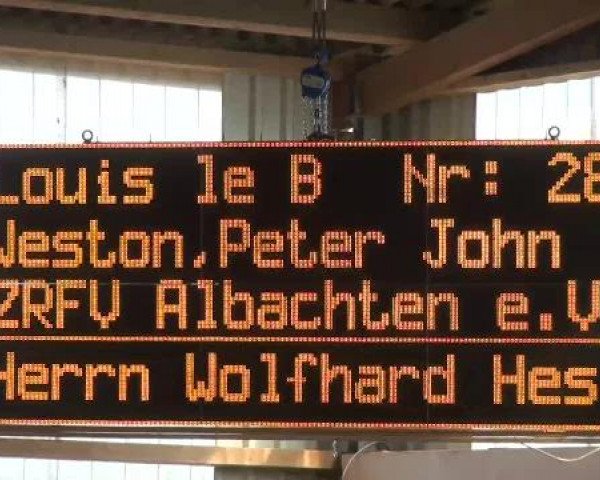 Louis le B Nr: 28
Weston,Peter John
ZRFV Albachten e.V
Herrn Wolfhard Hes